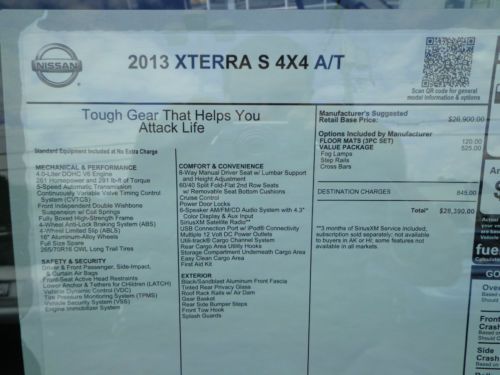 NISSAN
2013 XTERRA S 4X4 A/T
Scan QR code for general
model information & options
Tough Gear That Helps You
Attack Life
Standard Equipment Included at No Extra Charge
MECHANICAL & PERFORMANCE
4.0-Liter DOHC V6 Engine
261 Horsepower and 281 lb-ft of Torque
5-Speed Automatic Transmission
Continuously Variable Valve Timing Control
System (CVTCS)
Front Independent Double Wishbone
Suspension w/ Coil Springs
Fully Boxed High-Strength Frame
4-Wheel Anti-Lock Braking System (ABS)
4-Wheel Limited Slip (ABLS)
16" Aluminum-Alloy Wheels
Full Size Spare
265/70R16 OWL Long Trail Tires
SAFETY & SECURITY
Driver & Front Passenger, Side-Impact,
& Curtain Air Bags
Front-Seat Active Head Restraints
Lower Anchor & Tethers for Children (LATCH)
Vehicle Dynamic Control (VDC)
Tire Pressure Monitoring System (TPMS)
Vehicle Security System (VSS)
Engine Immobilizer System
COMFORT & CONVENIENCE
8-Way Manual Driver Seat w/ Lumbar Support
and Height Adjustment
60/40 Split Fold-Flat 2nd Row Seats
w/ Removable Seat Bottom Cushions
Cruise Control
Power Door Locks
6-Speaker AM/FM/CD Audio System with 4.3"
Color Display & Aux Input
SiriusXM Satellite Radio**
USB Connection Port w/ iPod® Connectivity
Multiple 12 Volt DC Power Outlets
Utili-track® Cargo Channel System
Rear Cargo Area Utility Hooks
Storage Compartment Underneath Cargo Area
Easy Clean Cargo Area
First Aid Kit
EXTERIOR
Black/Sandblast Aluminum Front Fascia
Tinted Rear Privacy Glass
Roof Rack Rails w/ Air Dam
Gear Basket
Rear Side Bumper Steps
Front Tow Hook
Splash Guards
Manufacturer's Suggested
Retail Base Price: $26,900.00
Options Included by Manufacturer
FLOOR MATS (3PC SET) 120.00
VALUE PACKAGE 525.00
Fog Lamps
Step Rails
Cross Bars
DESTINATION CHARGES 845.00
Total* $28,390.00
**3 months of SiriusXM Service included,
subscription sold separately; not available
to buyers in AK or HI; some features not
available in all markets.
fue
GO
Over
Based on
Should
Front
Crash
Based on
Should
Side
Crash